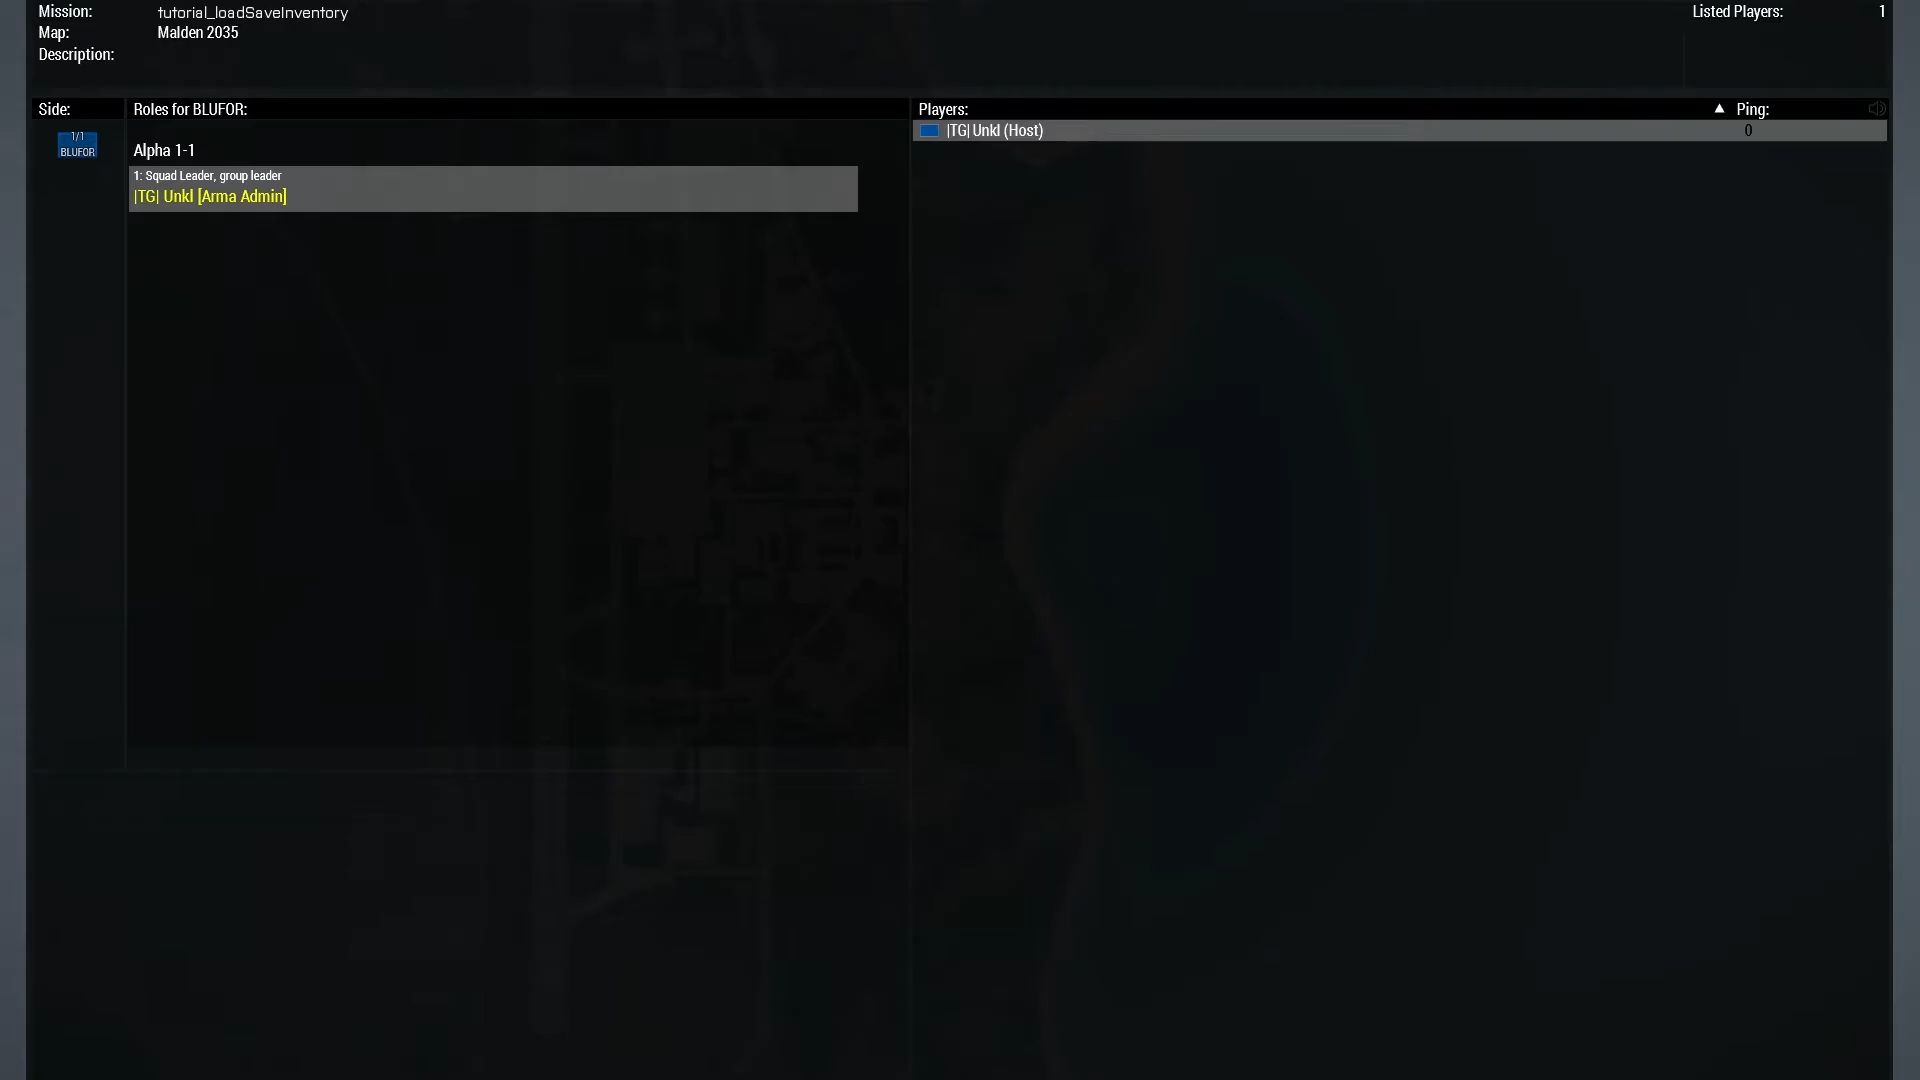 Mission: tutorial_loadSaveInventory
Listed Players: 1
Map: Malden 2035
Description:
Side:
Roles for BLUFOR:
Players:
▲ Ping:
1/1
BLUFOR
Alpha 1-1
1: Squad Leader, group leader
|TG| Unkl [Arma Admin]
|TG| Unkl (Host)
0